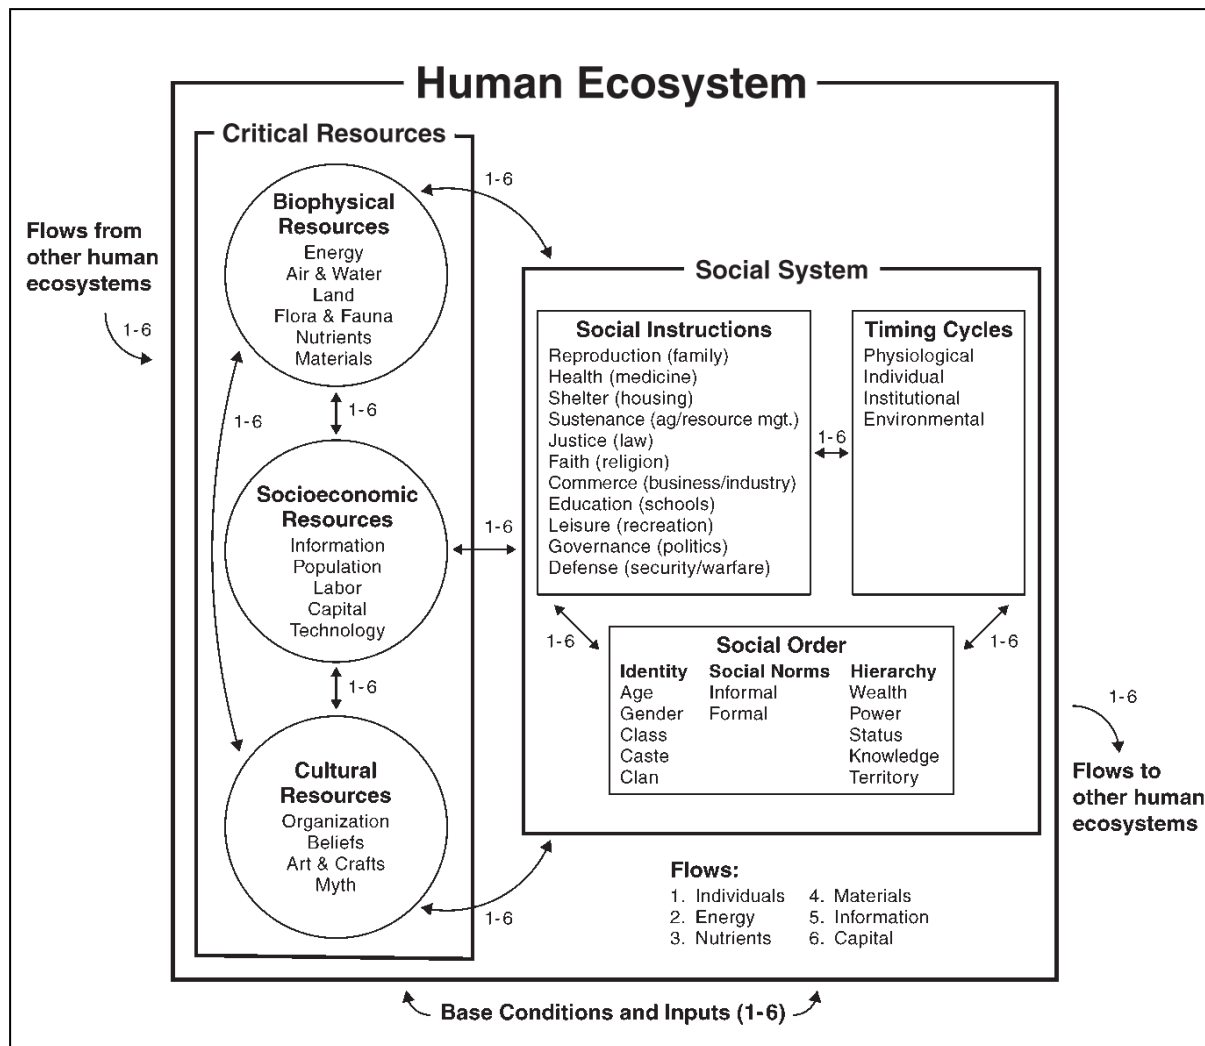 Human Ecosystem
Critical Resources
Biophysical
Resources
Energy
Air & Water
Land
Flora & Fauna
Nutrients
Materials
1-6
Flows from
other human
ecosystems
1-6
1-6
1-6
Socioeconomic
Resources
Information
Population
Labor
Capital
Technology
1-6
1-6
Cultural
Resources
Organization
Beliefs
Art & Crafts
Myth
1-6
Social System
Social Instructions
Reproduction (family)
Health (medicine)
Shelter (housing)
Sustenance (ag/resource mgt.)
Justice (law)
Faith (religion)
Commerce (business/industry)
Education (schools)
Leisure (recreation)
Governance (politics)
Defense (security/warfare)
1-6
Timing Cycles
Physiological
Individual
Institutional
Environmental
1-6
1-6
Social Order
Identity
Age
Gender
Class
Caste
Clan
Social Norms
Informal
Formal
Hierarchy
Wealth
Power
Status
Knowledge
Territory
1-6
Flows to
other human
ecosystems
Flows:
1. Individuals
2. Energy
3. Nutrients
4. Materials
5. Information
6. Capital
Base Conditions and Inputs (1-6)